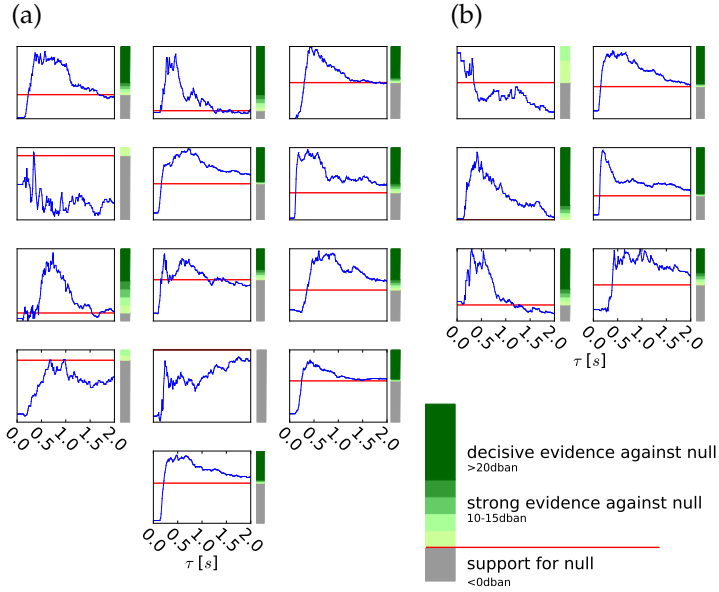 (a)
(b)
0.0 0.5 1.0 1.5 2.0
τ [s]
0.0 0.5 1.0 1.5 2.0
τ [s]
0.0 0.5 1.0 1.5 2.0
0.0 0.5 1.0 1.5 2.0
0.0 0.5 1.0 1.5 2.0
τ [s]
decisive evidence against null
>20dban
strong evidence against null
10-15dban
support for null
<0dban